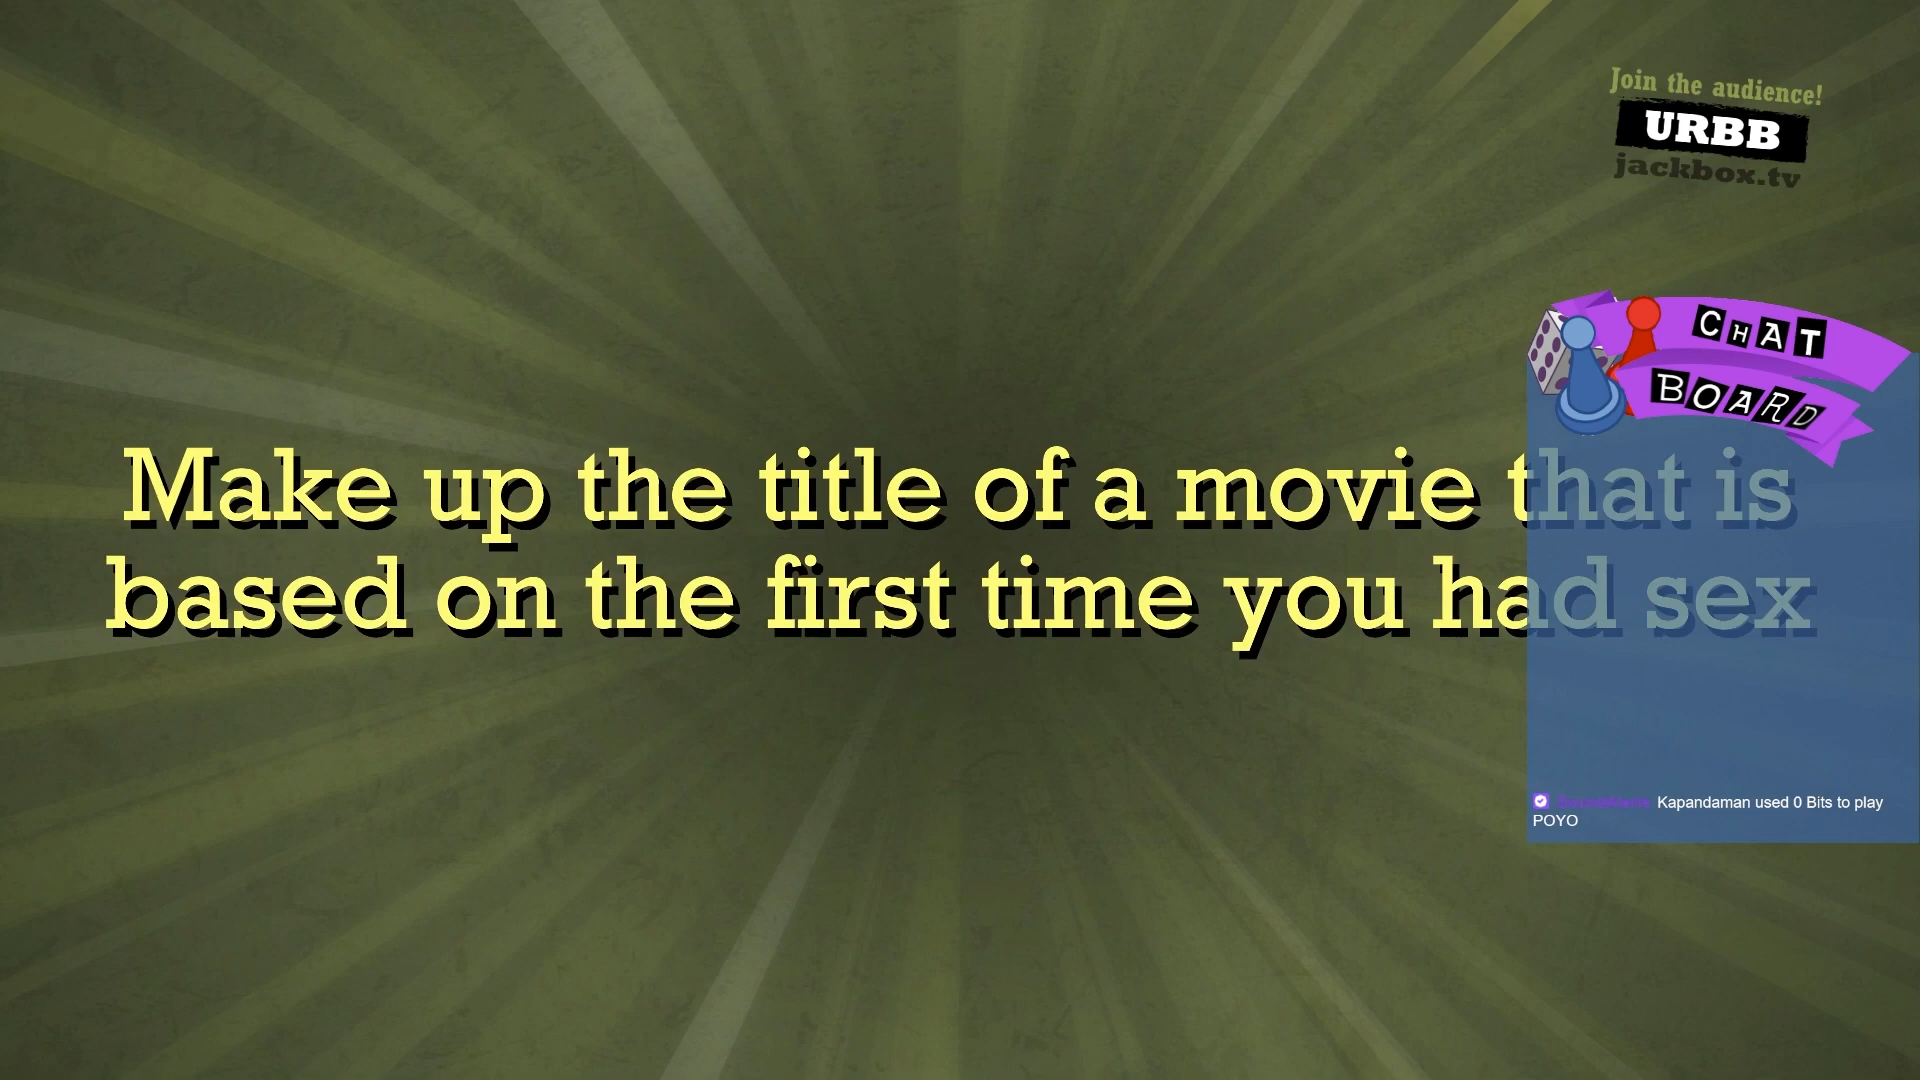 Join the audience!
URBB
jackbox.tv
CHAT
BOARD
Make up the title of a movie that is
based on the first time you had sex
Kapandaman used 0 Bits to play
POYO